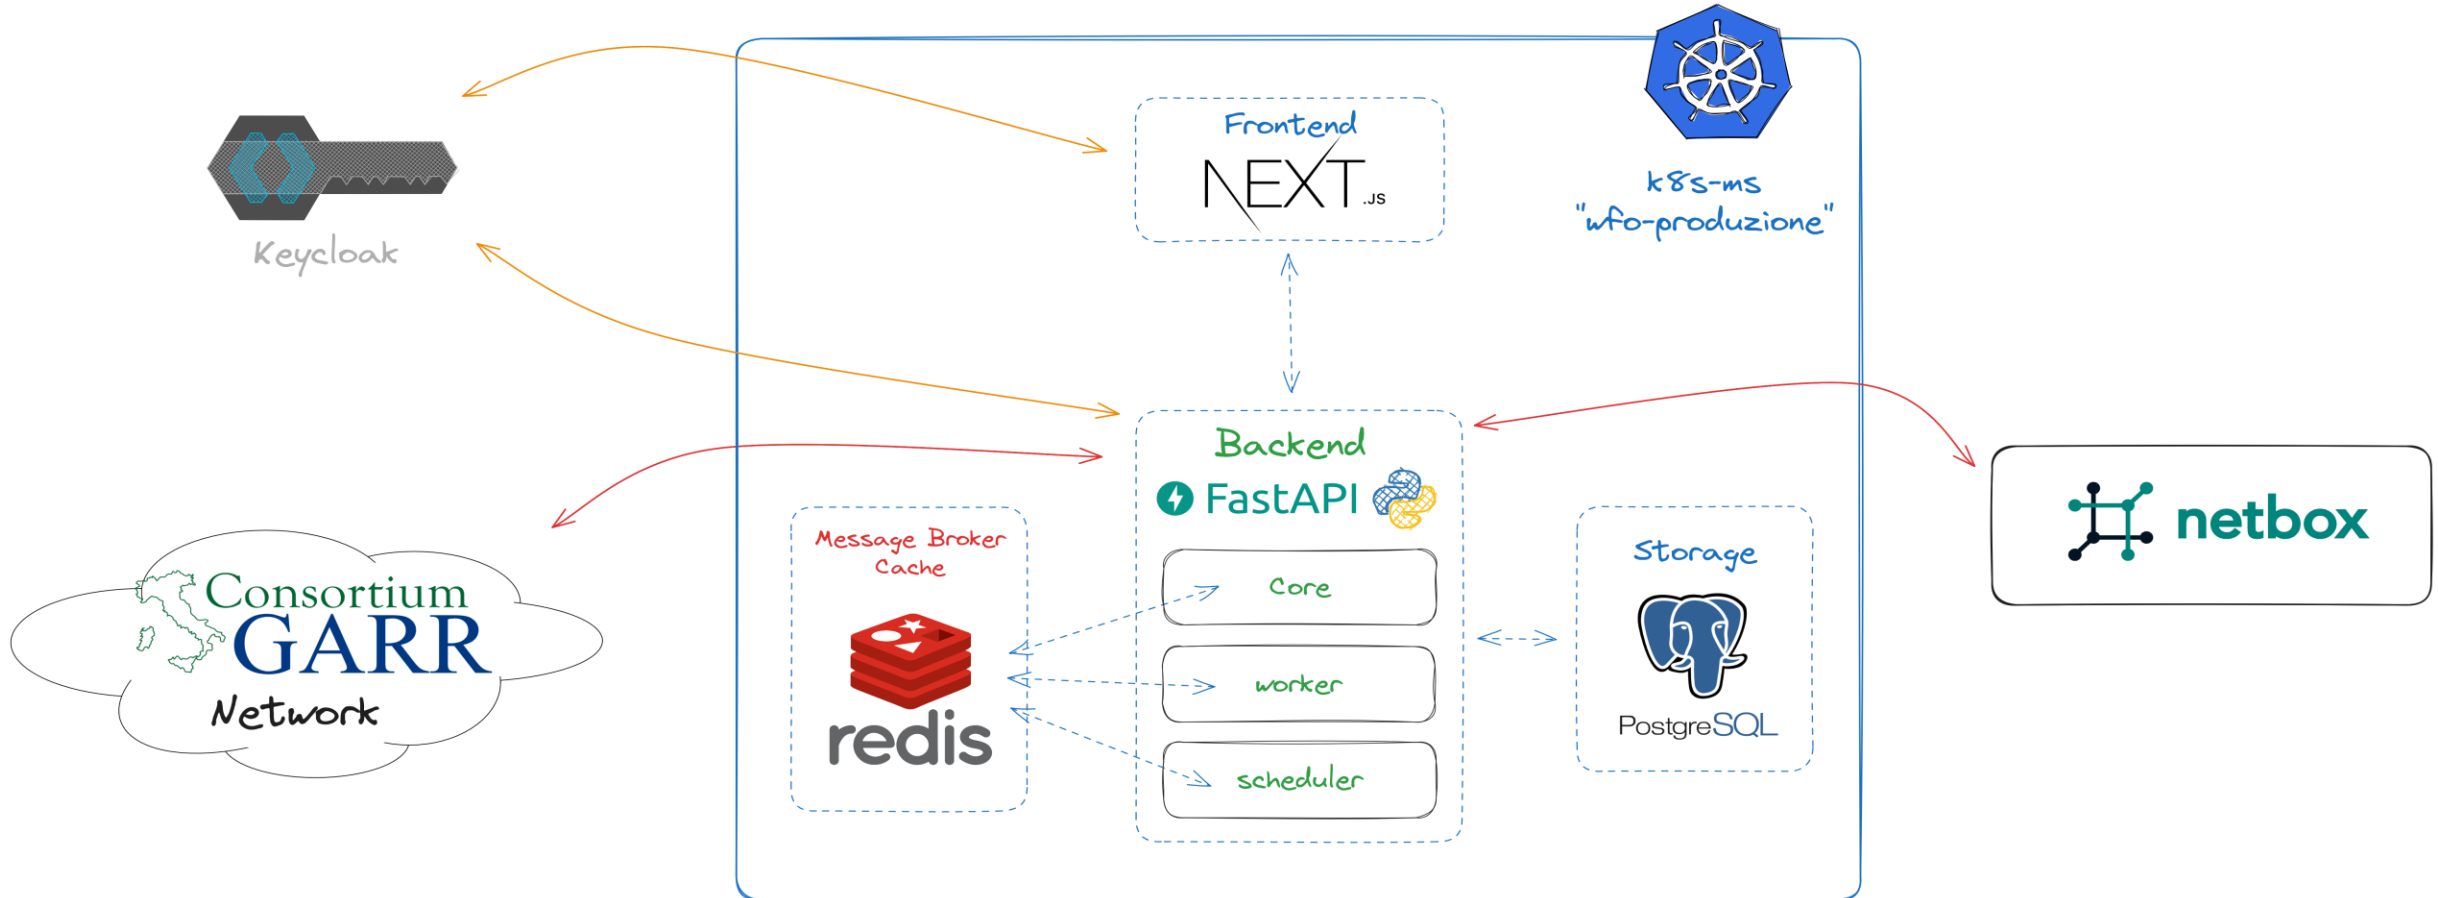 Frontend
NEXT.JS
k8s-ms
"wfo-produzione"
Keycloak
Backend
FastAPI
Message Broker
Cache
redis
Core
worker
scheduler
Storage
PostgreSQL
netbox
Consortium
GARR
Network